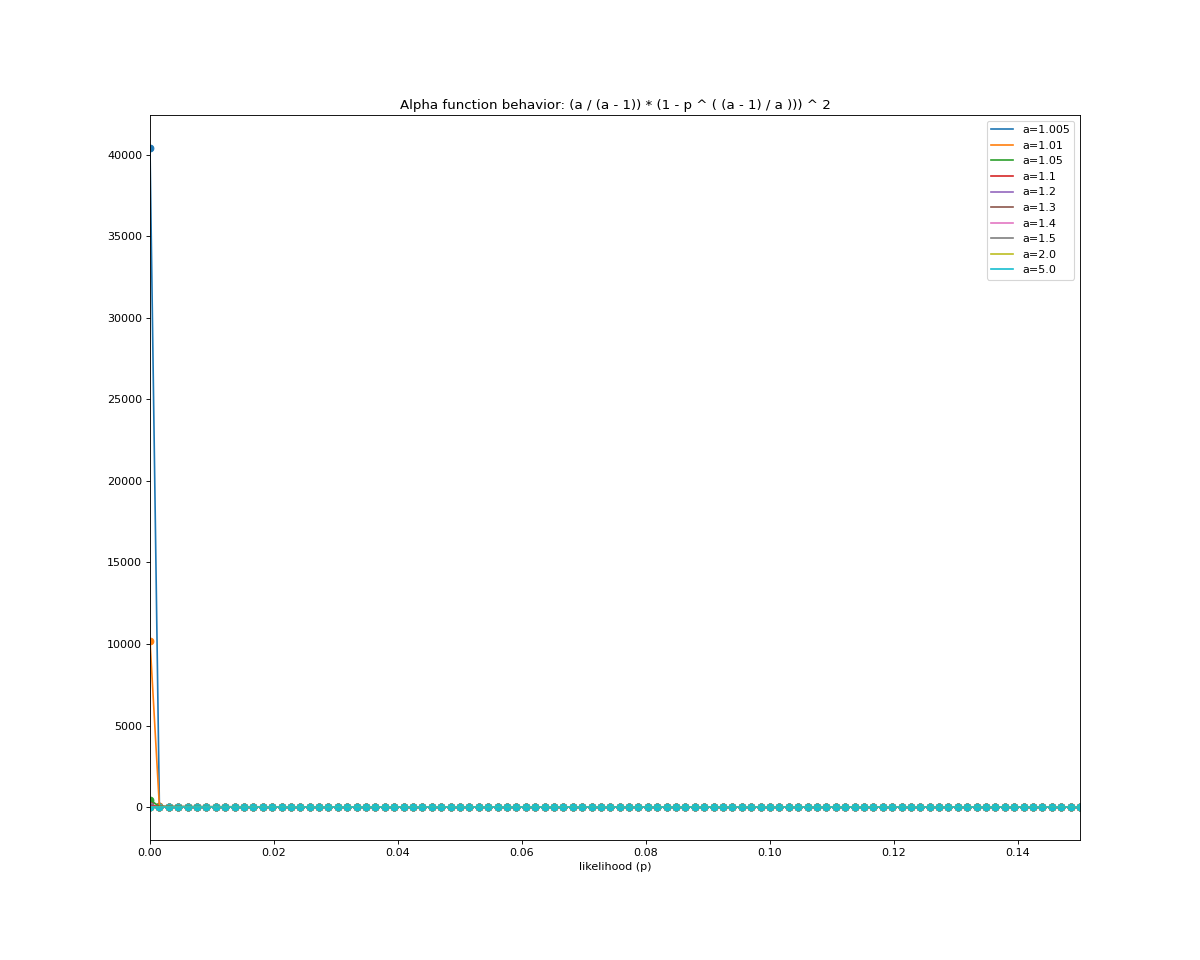 Alpha function behavior: (a / (a - 1)) * (1 - p ^ ( (a - 1) / a ))) ^ 2
a=1.005
a=1.01
a=1.05
a=1.1
a=1.2
a=1.3
a=1.4
a=1.5
a=2.0
a=5.0
40000
35000
30000
25000
20000
15000
10000
5000
0
0.00 0.02 0.04 0.06 0.08 0.10 0.12 0.14
likelihood (p)